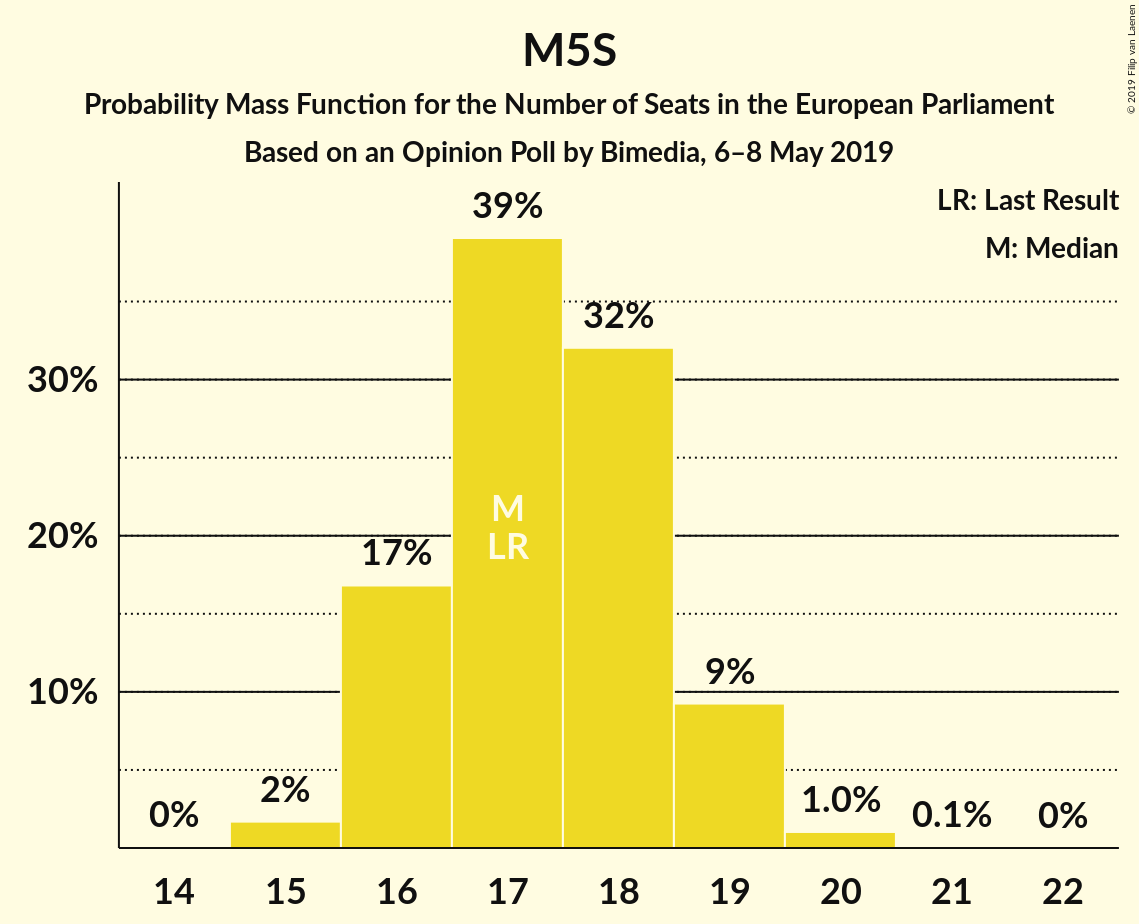 M5S
Probability Mass Function for the Number of Seats in the European Parliament
Based on an Opinion Poll by Bimedia, 6–8 May 2019
© 2019 Filip van Laenen
LR: Last Result
M: Median
39%
32%
30%
M
LR
20%
17%
10%
9%
2%
1.0%
0%
0.1%
0%
14 15 16 17 18 19 20 21 22